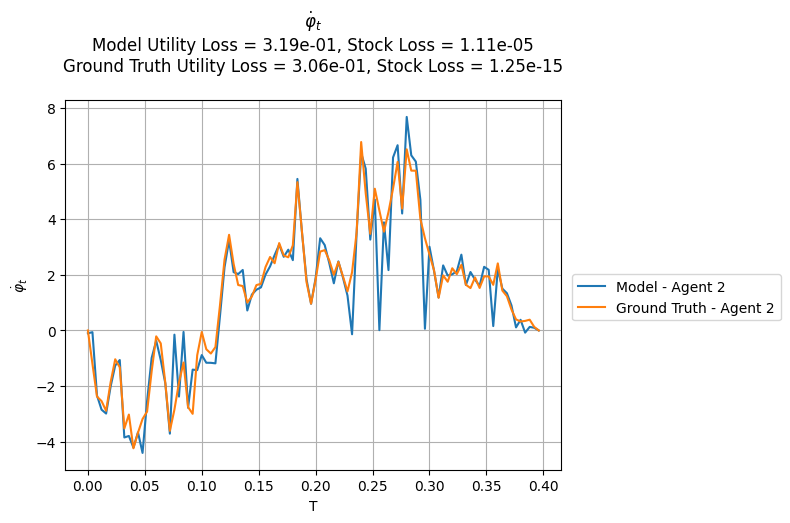 φ̇_t
Model Utility Loss = 3.19e-01, Stock Loss = 1.11e-05
Ground Truth Utility Loss = 3.06e-01, Stock Loss = 1.25e-15
8
6
4
2
0
−2
−4
φ̇_t
0.00 0.05 0.10 0.15 0.20 0.25 0.30 0.35 0.40
T
Model - Agent 2
Ground Truth - Agent 2